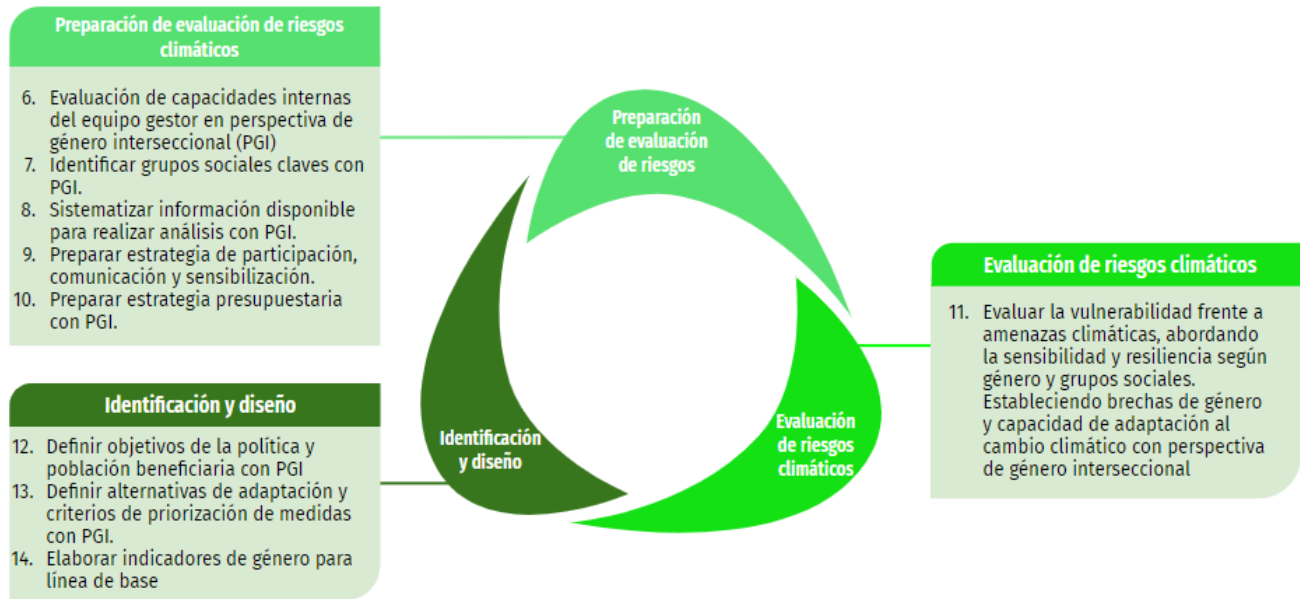 Preparación de evaluación de riesgos
climáticos
6. Evaluación de capacidades internas
del equipo gestor en perspectiva de
género interseccional (PGI)
7. Identificar grupos sociales claves con
PGI.
8. Sistematizar información disponible
para realizar análisis con PGI.
9. Preparar estrategia de participación,
comunicación y sensibilización.
10. Preparar estrategia presupuestaria
con PGI.
Preparación
de evaluación
de riesgos
Evaluación de riesgos climáticos
11. Evaluar la vulnerabilidad frente a
amenazas climáticas, abordando
la sensibilidad y resiliencia según
género y grupos sociales.
Estableciendo brechas de género
y capacidad de adaptación al
cambio climático con perspectiva
de género interseccional
Evaluación
de riesgos
climáticos
Identificación
y diseño
Identificación y diseño
12. Definir objetivos de la política y
población beneficiaria con PGI
13. Definir alternativas de adaptación y
criterios de priorización de medidas
con PGI.
14. Elaborar indicadores de género para
línea de base